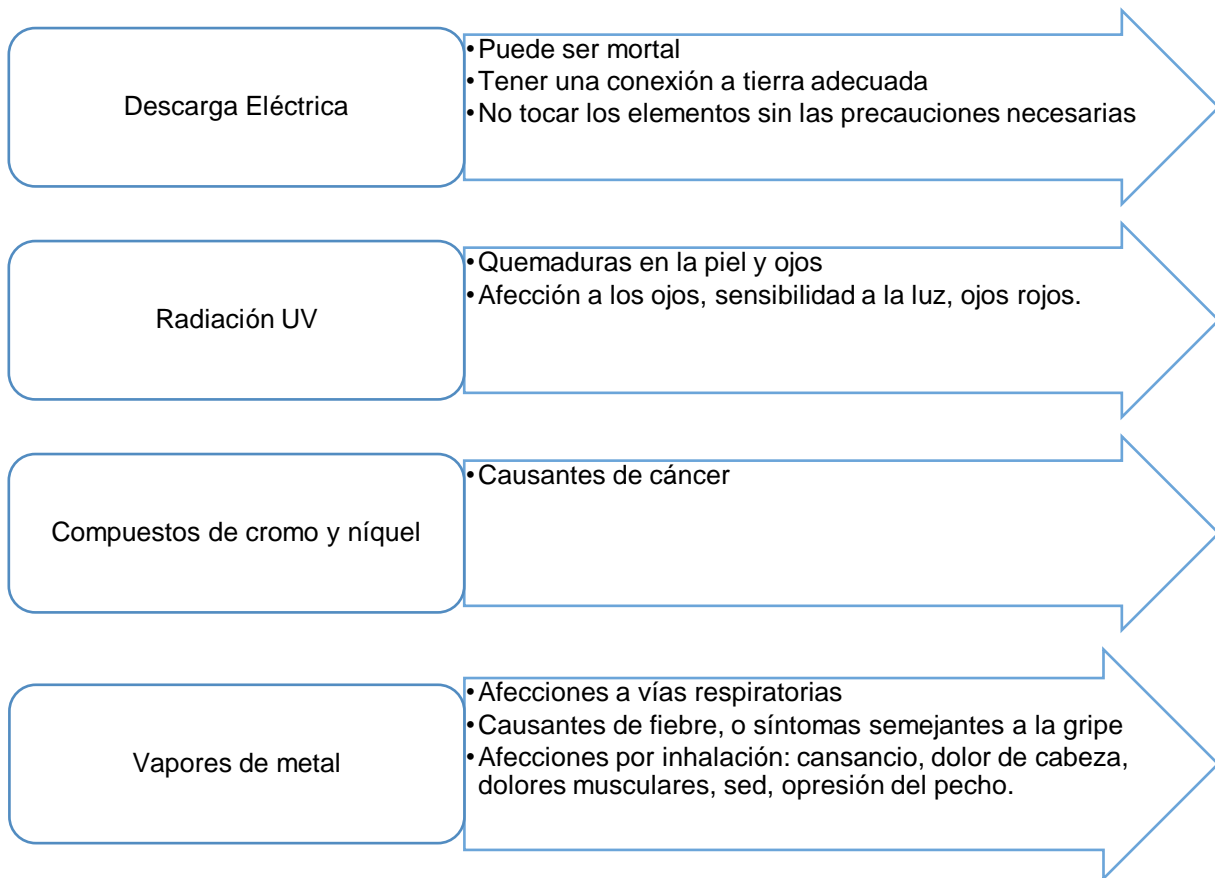 Descarga Eléctrica
•Puede ser mortal
•Tener una conexión a tierra adecuada
•No tocar los elementos sin las precauciones necesarias
Radiación UV
•Quemaduras en la piel y ojos
•Afección a los ojos, sensibilidad a la luz, ojos rojos.
Compuestos de cromo y níquel
•Causantes de cáncer
Vapores de metal
•Afecciones a vías respiratorias
•Causantes de fiebre, o síntomas semejantes a la gripe
•Afecciones por inhalación: cansancio, dolor de cabeza,
dolores musculares, sed, opresión del pecho.